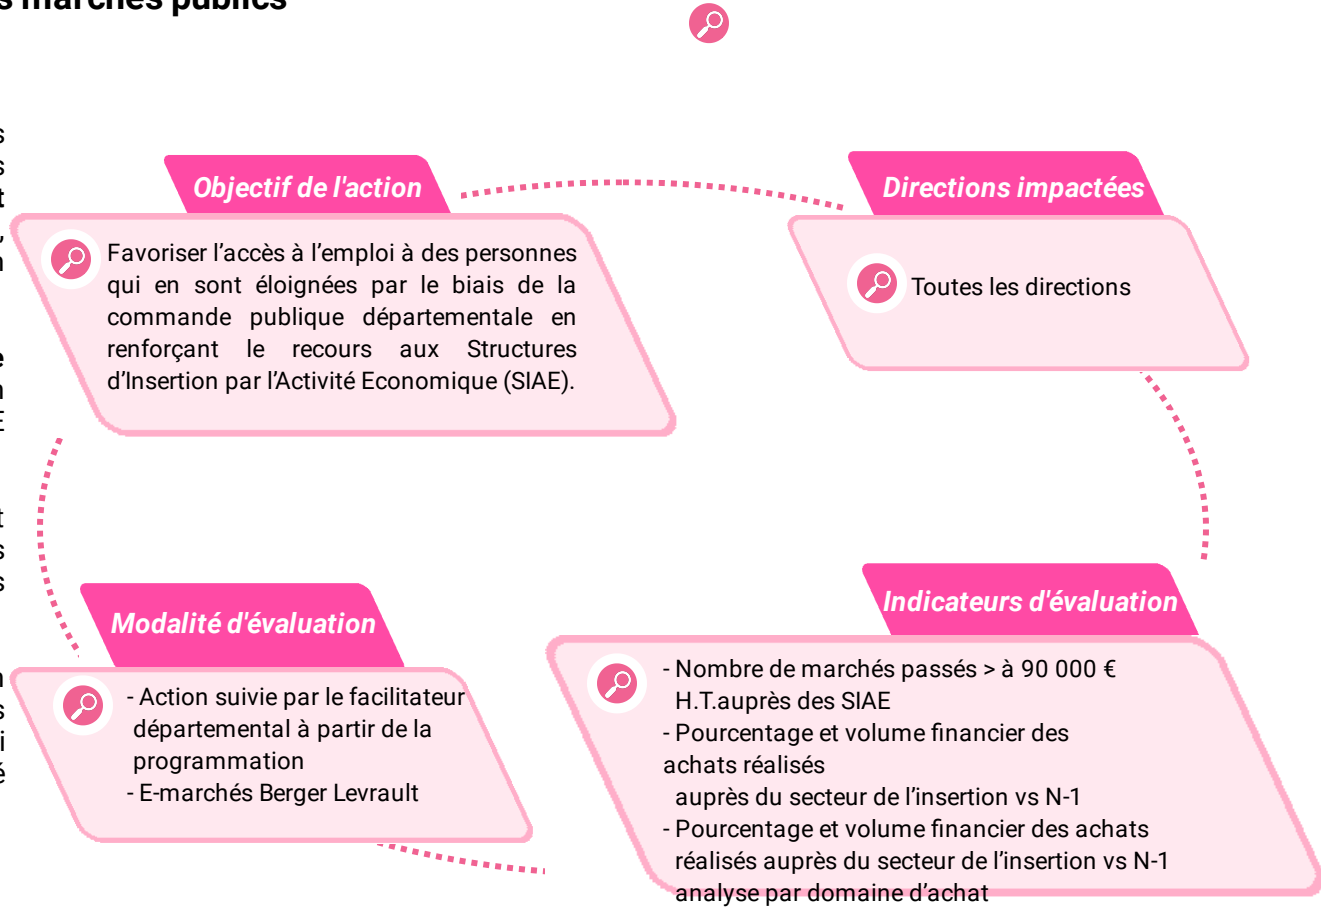 s marchés publics
s
s
t
n
e
n
E
t
s
s
n
s
i
é
Objectif de l'action
Favoriser l’accès à l’emploi à des personnes
qui en sont éloignées par le biais de la
commande publique départementale en
renforçant le recours aux Structures
d’Insertion par l’Activité Economique (SIAE).
Directions impactées
Toutes les directions
Modalité d'évaluation
- Action suivie par le facilitateur
départemental à partir de la
programmation
- E-marchés Berger Levrault
Indicateurs d'évaluation
- Nombre de marchés passés > à 90 000 €
H.T.auprès des SIAE
- Pourcentage et volume financier des
achats réalisés
auprès du secteur de l’insertion vs N-1
- Pourcentage et volume financier des achats
réalisés auprès du secteur de l’insertion vs N-1
analyse par domaine d’achat